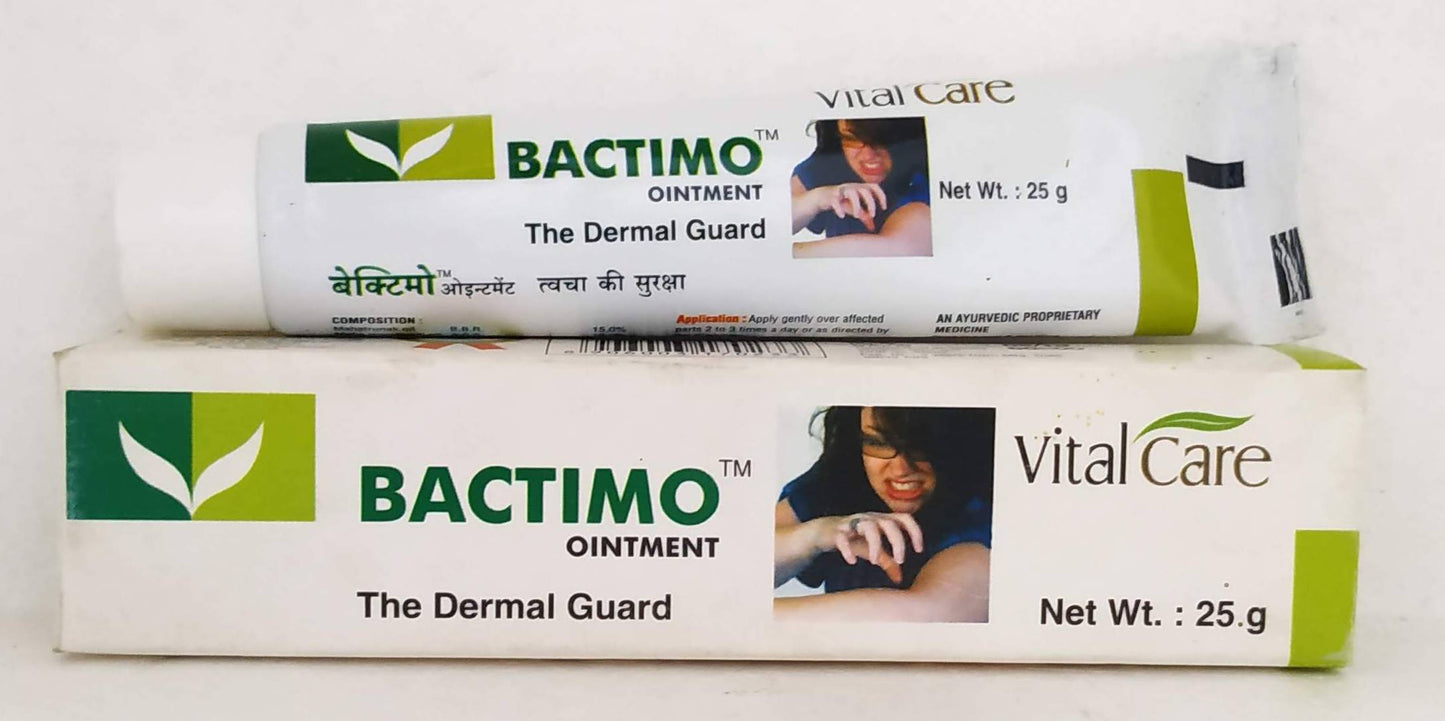 Vital Care
BACTIMO™
OINTMENT
Net Wt. : 25 g
The Dermal Guard
बेक्टिमो™ ओइन्टमेंट त्वचा की सुरक्षा
COMPOSITION :
15.0%
Application : Apply gently over affected
parts 2 to 3 times a day or as directed by
AN AYURVEDIC PROPRIETARY
MEDICINE
BACTIMO™
OINTMENT
The Dermal Guard
Vital Care
Net Wt. : 25.g